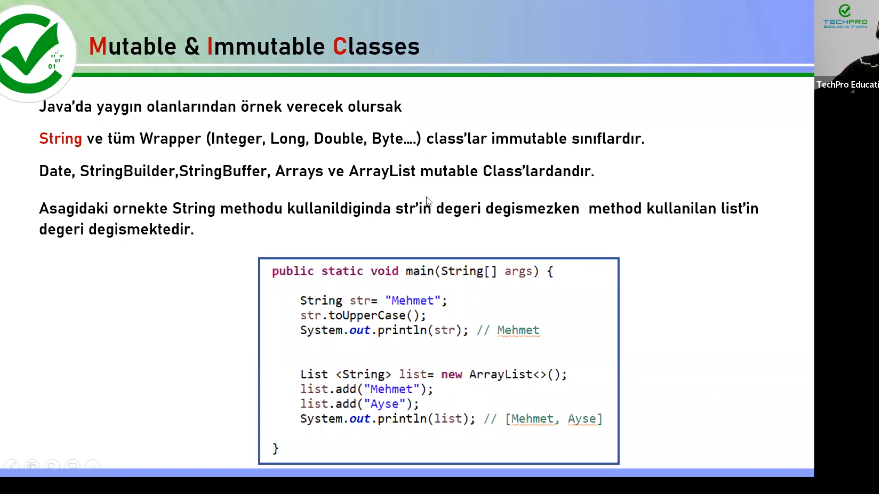 Mutable & Immutable Classes
TECHPRO
EDUCATION
TechPro Educati
Java'da yaygın olanlarından örnek verecek olursak
String ve tüm Wrapper (Integer, Long, Double, Byte….) class'lar immutable sınıflardır.
Date, StringBuilder,StringBuffer, Arrays ve ArrayList mutable Class'lardandır.
Asagidaki ornekte String methodu kullanildiginda str'in degeri degismezken method kullanilan list'in
degeri degismektedir.
public static void main(String[] args) {
String str= "Mehmet";
str.toUpperCase();
System.out.println(str); // Mehmet
List <String> list= new ArrayList<>();
list.add("Mehmet");
list.add("Ayse");
System.out.println(list); // [Mehmet, Ayse]
}